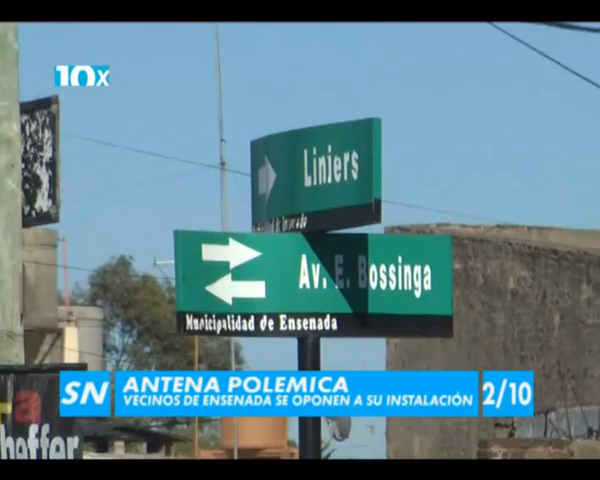 10x
Liniers
Av. E. Bossinga
Municipalidad de Ensenada
SN
ANTENA POLEMICA
VECINOS DE ENSENADA SE OPONEN A SU INSTALACIÓN
2/10